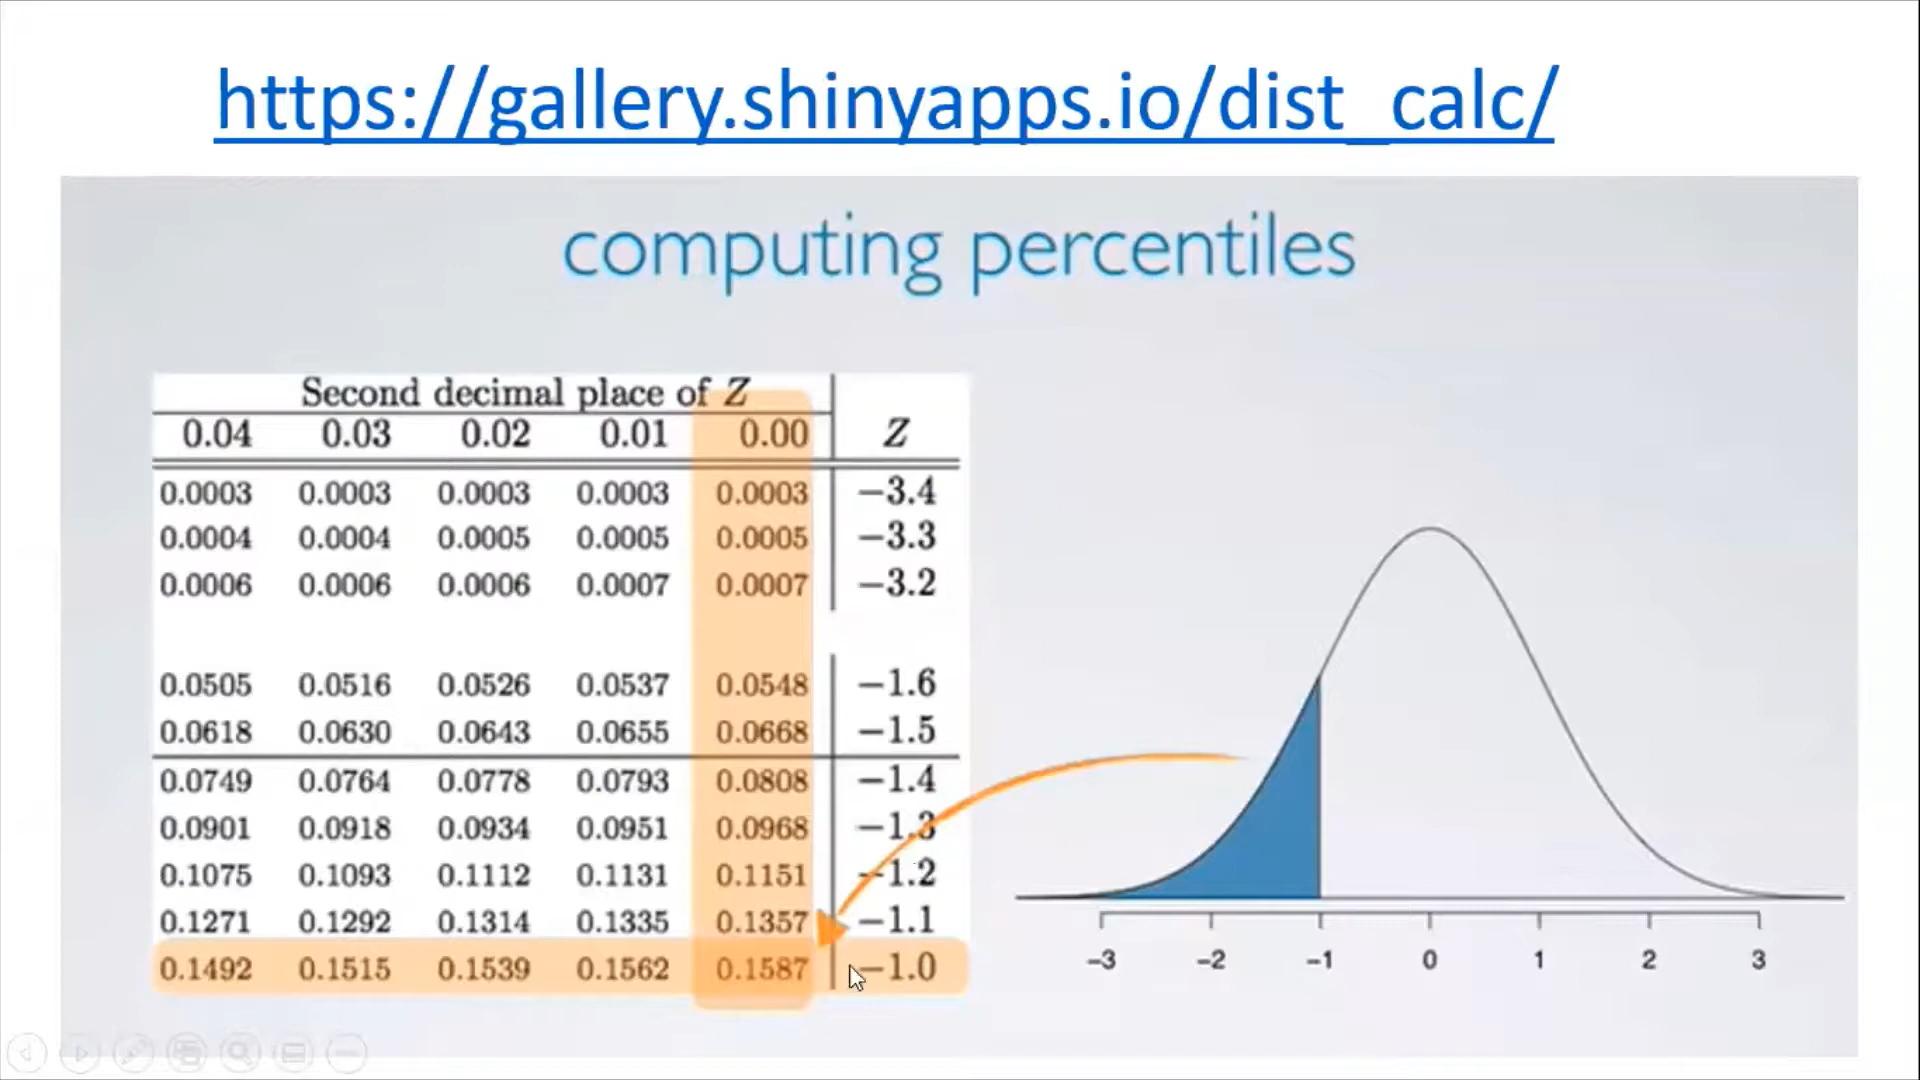 https://gallery.shinyapps.io/dist_calc/
computing percentiles
Second decimal place of Z
0.04 0.03 0.02 0.01 0.00 Z
0.0003 0.0003 0.0003 0.0003 0.0003 −3.4
0.0004 0.0004 0.0005 0.0005 0.0005 −3.3
0.0006 0.0006 0.0006 0.0007 0.0007 −3.2
0.0505 0.0516 0.0526 0.0537 0.0548 −1.6
0.0618 0.0630 0.0643 0.0655 0.0668 −1.5
0.0749 0.0764 0.0778 0.0793 0.0808 −1.4
0.0901 0.0918 0.0934 0.0951 0.0968 −1.3
0.1075 0.1093 0.1112 0.1131 0.1151 −1.2
0.1271 0.1292 0.1314 0.1335 0.1357 −1.1
0.1492 0.1515 0.1539 0.1562 0.1587 −1.0
−3 −2 −1 0 1 2 3